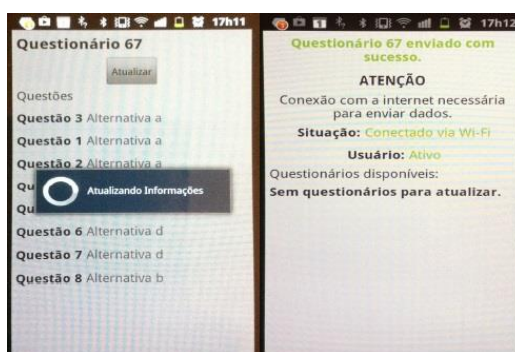 17h11
Questionário 67
Atualizar
Questões
Questão 3 Alternativa a
Questão 1 Alternativa a
Questão 2 Alternativa a
Qu
Atualizando Informações
Qu
Questão 6 Alternativa d
Questão 7 Alternativa d
Questão 8 Alternativa b
17h12
Questionário 67 enviado com
sucesso.
ATENÇÃO
Conexão com a internet necessária
para enviar dados.
Situação: Conectado via Wi-Fi
Usuário: Ativo
Questionários disponíveis:
Sem questionários para atualizar.